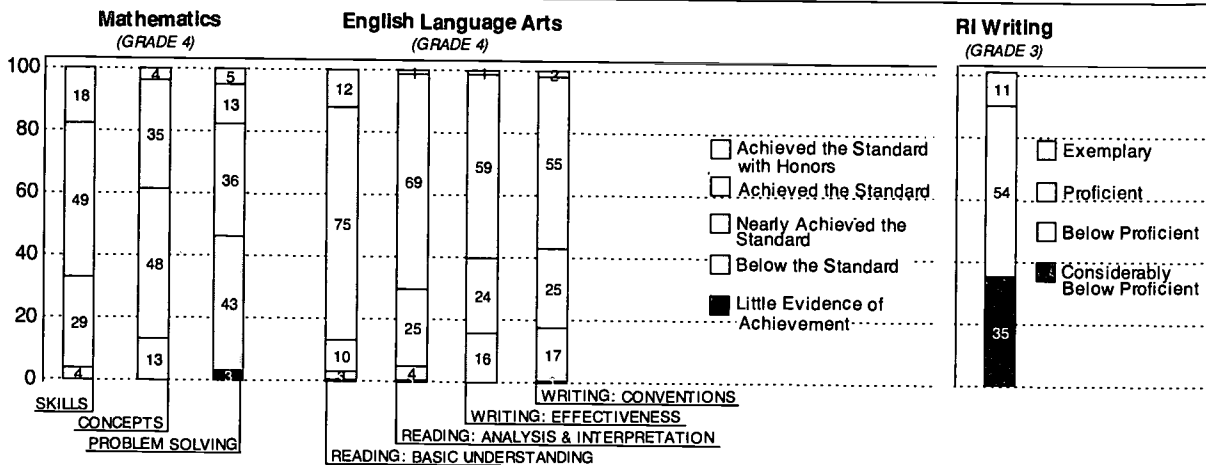 Mathematics
(GRADE 4)
English Language Arts
(GRADE 4)
RI Writing
(GRADE 3)
100
80
60
40
20
0
18
49
29
4
4
35
48
13
5
13
36
43
3
12
75
10
3
1
69
25
4
1
59
24
16
2
55
25
17
Achieved the Standard
with Honors
Achieved the Standard
Nearly Achieved the
Standard
Below the Standard
Little Evidence of
Achievement
11
54
35
Exemplary
Proficient
Below Proficient
Considerably
Below Proficient
SKILLS
CONCEPTS
PROBLEM SOLVING
WRITING: CONVENTIONS
WRITING: EFFECTIVENESS
READING: ANALYSIS & INTERPRETATION
READING: BASIC UNDERSTANDING